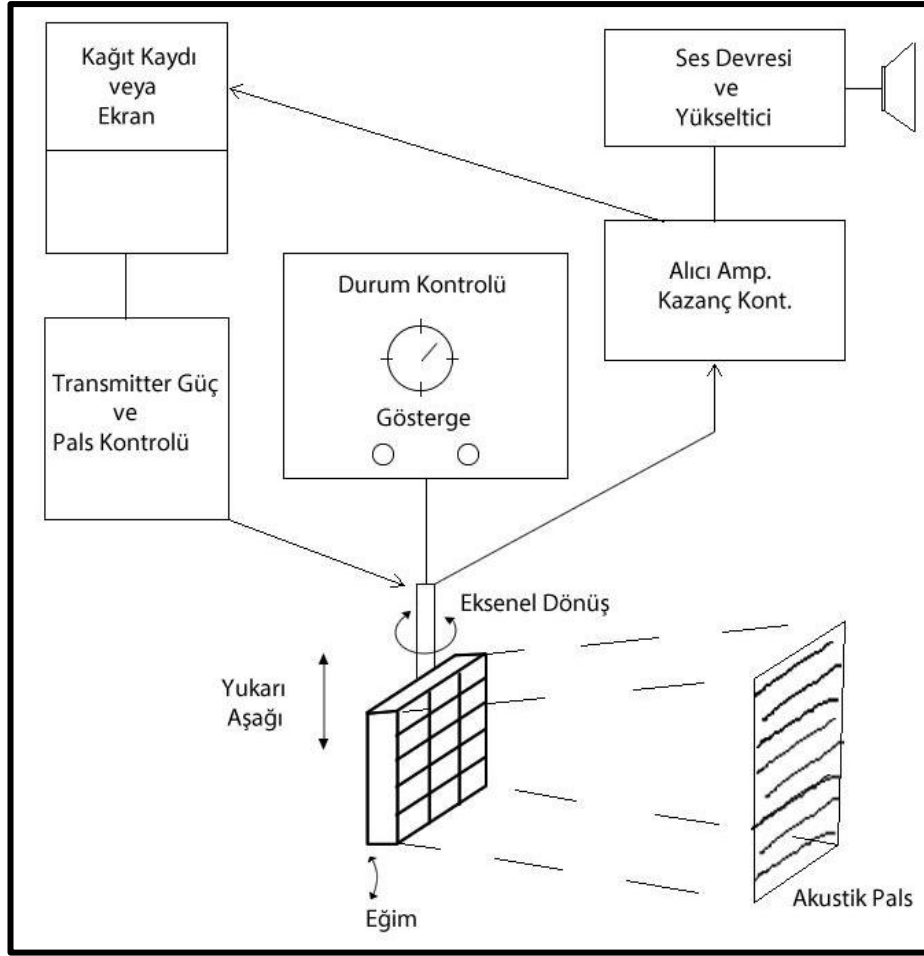 Kağıt Kaydı
veya
Ekran
Ses Devresi
ve
Yükseltici
Durum Kontrolü
Gösterge
Alıcı Amp.
Kazanç Kont.
Transmitter Güç
ve
Pals Kontrolü
Eksenel Dönüş
Yukarı
Aşağı
Eğim
Akustik Pals